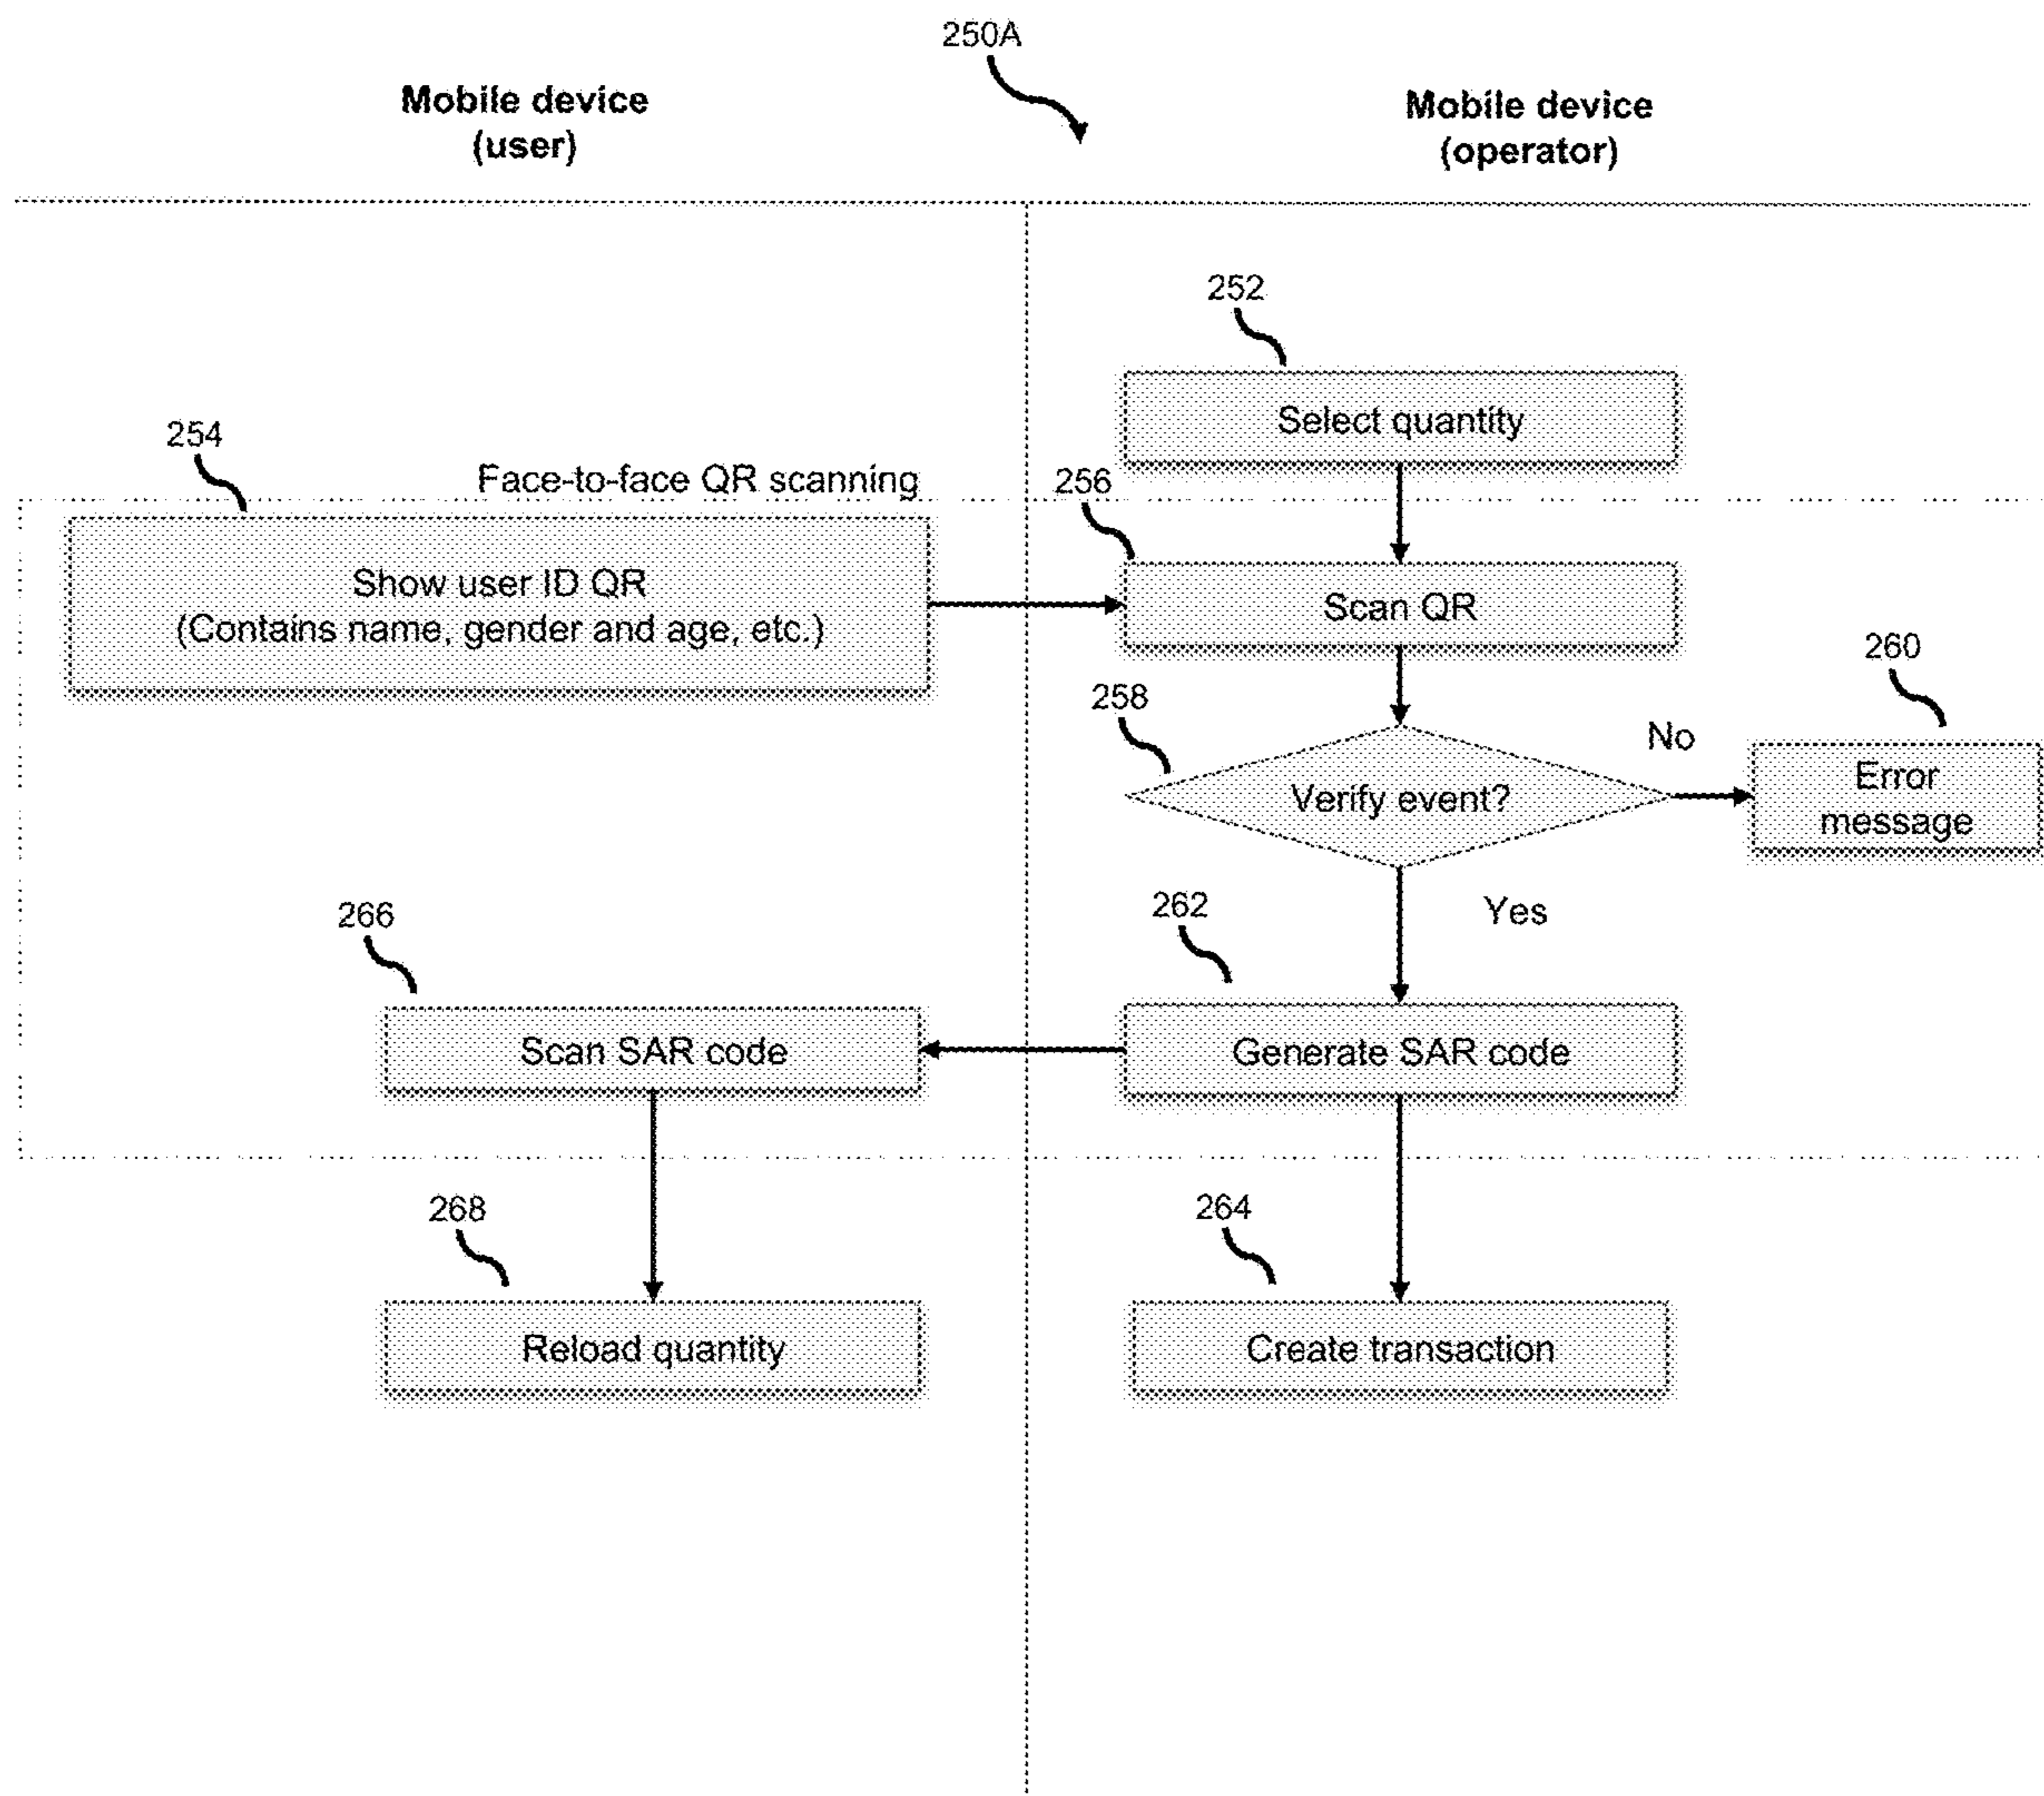 250A
Mobile device
(user)
Mobile device
(operator)
252
Select quantity
254
Face-to-face QR scanning
256
Show user ID QR
(Contains name, gender and age, etc.)
Scan QR
258
No
260
Verify event?
Error
message
266
262
Yes
Scan SAR code
Generate SAR code
268
264
Reload quantity
Create transaction